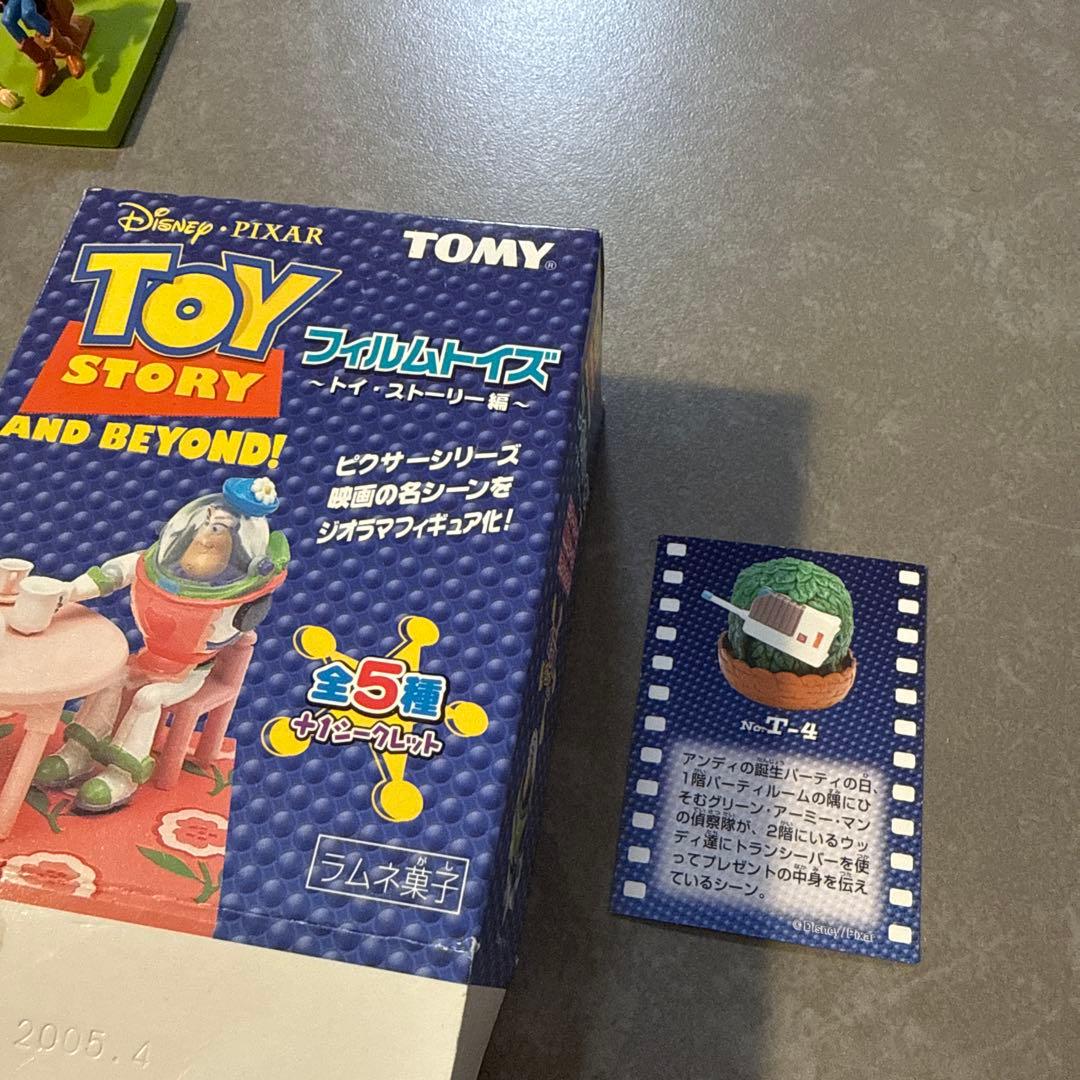 Disney・PIXAR
TOMY®
TOY
STORY
AND BEYOND!
フィルムトイズ
～トイ・ストーリー編～
ピクサーシリーズ
映画の名シーンを
ジオラマフィギュア化!
全5種
+1シークレット
ラムネ菓子
がし
2005.4
No.T-4
アンディの誕生パーティの日、
1階パーティルームの隅にひ
そむグリーン・アーミー・マン
の偵察隊が、2階にいるウッ
ディ達にトランシーバーを使
ってプレゼントの中身を伝え
ているシーン。
©Disney/Pixar